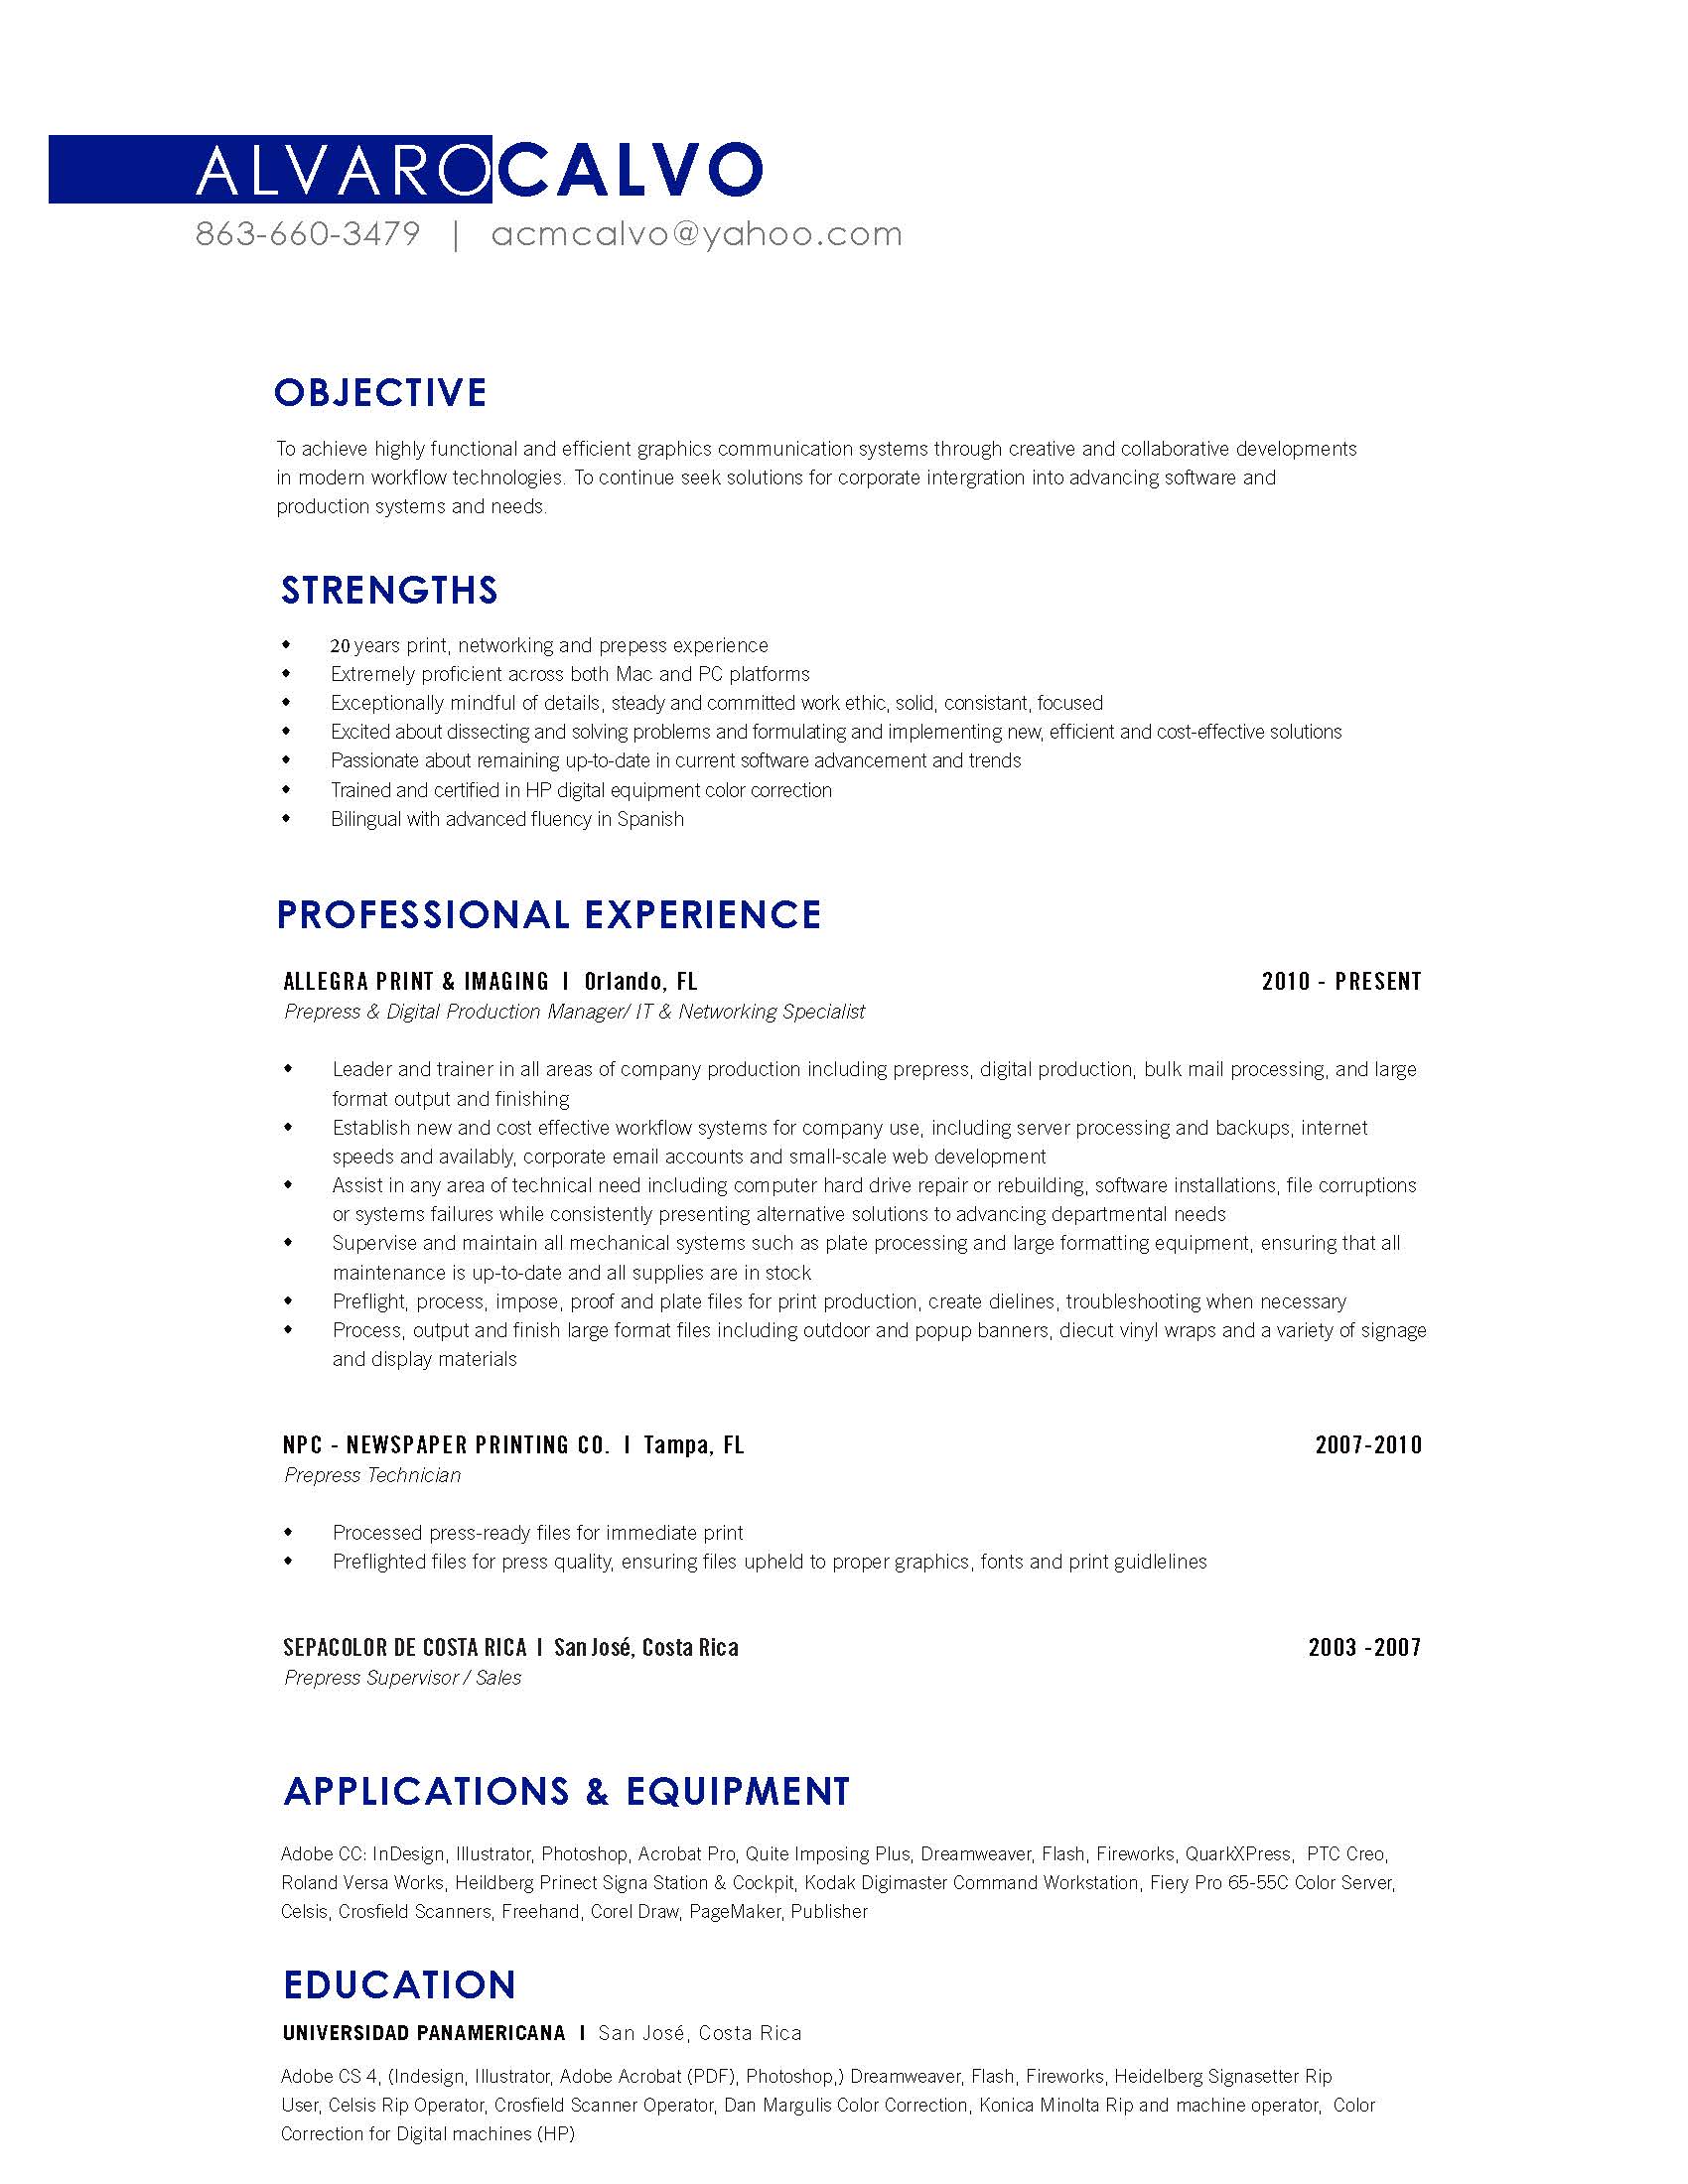 ALVAROCALVO
863-660-3479 | acmcalvo@yahoo.com
OBJECTIVE
To achieve highly functional and efficient graphics communication systems through creative and collaborative developments
in modern workflow technologies. To continue seek solutions for corporate intergration into advancing software and
production systems and needs.
STRENGTHS
• 20 years print, networking and prepess experience
• Extremely proficient across both Mac and PC platforms
• Exceptionally mindful of details, steady and committed work ethic, solid, consistant, focused
• Excited about dissecting and solving problems and formulating and implementing new, efficient and cost-effective solutions
• Passionate about remaining up-to-date in current software advancement and trends
• Trained and certified in HP digital equipment color correction
• Bilingual with advanced fluency in Spanish
PROFESSIONAL EXPERIENCE
ALLEGRA PRINT & IMAGING | Orlando, FL 2010 - PRESENT
Prepress & Digital Production Manager/ IT & Networking Specialist
• Leader and trainer in all areas of company production including prepress, digital production, bulk mail processing, and large
format output and finishing
• Establish new and cost effective workflow systems for company use, including server processing and backups, internet
speeds and availably, corporate email accounts and small-scale web development
• Assist in any area of technical need including computer hard drive repair or rebuilding, software installations, file corruptions
or systems failures while consistently presenting alternative solutions to advancing departmental needs
• Supervise and maintain all mechanical systems such as plate processing and large formatting equipment, ensuring that all
maintenance is up-to-date and all supplies are in stock
• Preflight, process, impose, proof and plate files for print production, create dielines, troubleshooting when necessary
• Process, output and finish large format files including outdoor and popup banners, diecut vinyl wraps and a variety of signage
and display materials
NPC - NEWSPAPER PRINTING CO. | Tampa, FL 2007-2010
Prepress Technician
• Processed press-ready files for immediate print
• Preflighted files for press quality, ensuring files upheld to proper graphics, fonts and print guidlelines
SEPACOLOR DE COSTA RICA | San José, Costa Rica 2003 -2007
Prepress Supervisor / Sales
APPLICATIONS & EQUIPMENT
Adobe CC: InDesign, Illustrator, Photoshop, Acrobat Pro, Quite Imposing Plus, Dreamweaver, Flash, Fireworks, QuarkXPress, PTC Creo,
Roland Versa Works, Heildberg Prinect Signa Station & Cockpit, Kodak Digimaster Command Workstation, Fiery Pro 65-55C Color Server,
Celsis, Crosfield Scanners, Freehand, Corel Draw, PageMaker, Publisher
EDUCATION
UNIVERSIDAD PANAMERICANA | San José, Costa Rica
Adobe CS 4, (Indesign, Illustrator, Adobe Acrobat (PDF), Photoshop,) Dreamweaver, Flash, Fireworks, Heidelberg Signasetter Rip
User, Celsis Rip Operator, Crosfield Scanner Operator, Dan Margulis Color Correction, Konica Minolta Rip and machine operator, Color
Correction for Digital machines (HP)